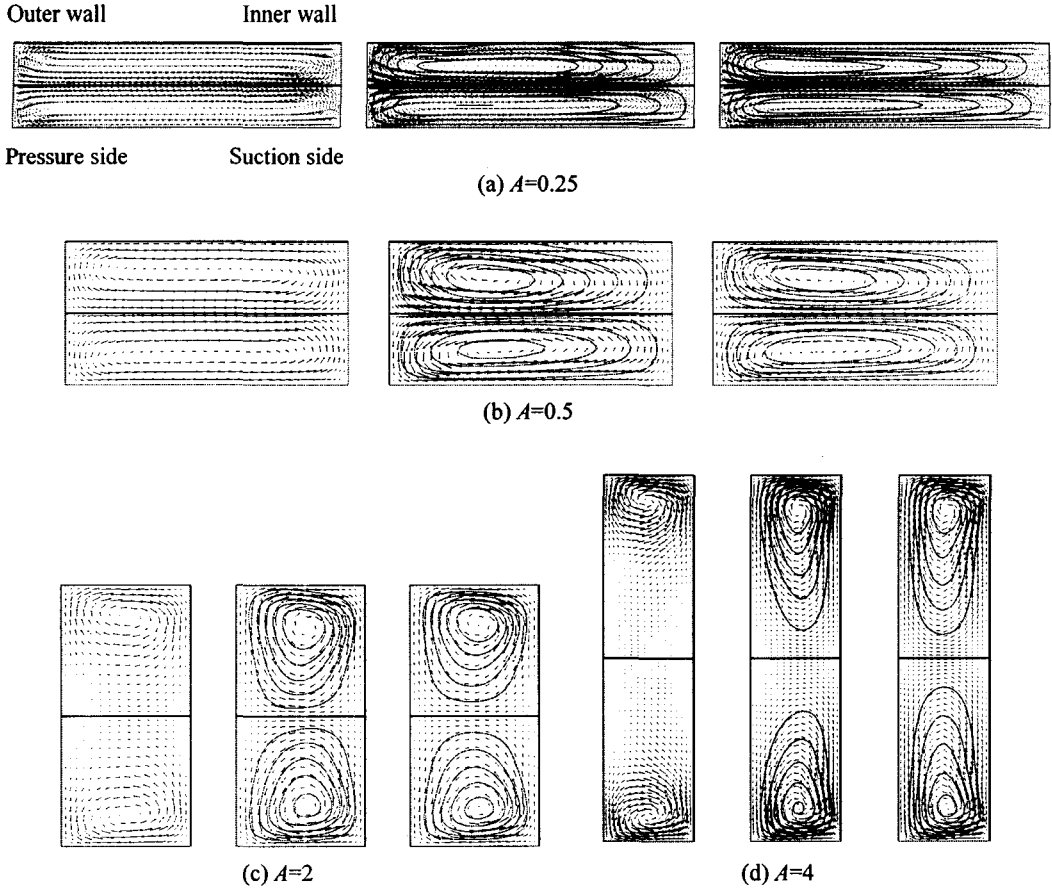 Outer wall
Inner wall
Pressure side
Suction side
(a) A=0.25
(b) A=0.5
(c) A=2
(d) A=4